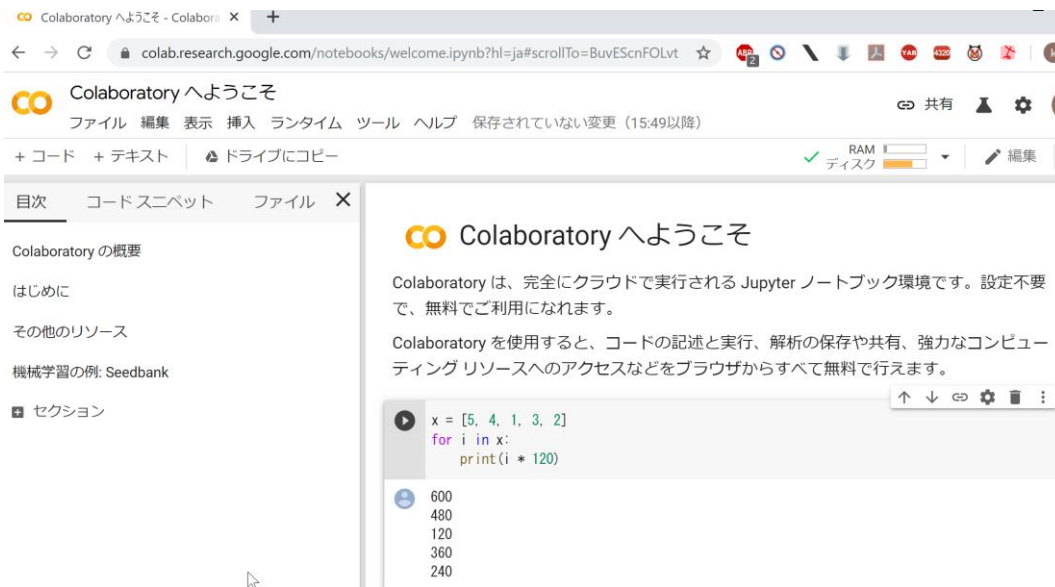 Colaboratory へようこそ - Colabora
colab.research.google.com/notebooks/welcome.ipynb?hl=ja#scrollTo=BuvEScnFOLvt
ABP
2
YAB
4320
Colaboratory へようこそ
共有
ファイル 編集 表示 挿入 ランタイム ツール ヘルプ 保存されていない変更（15:49以降）
+ コード + テキスト ドライブにコピー
RAM
ディスク
編集
目次 コード スニペット ファイル
Colaboratory の概要
はじめに
その他のリソース
機械学習の例: Seedbank
セクション
Colaboratory へようこそ
Colaboratory は、完全にクラウドで実行される Jupyter ノートブック環境です。設定不要
で、無料でご利用になれます。
Colaboratory を使用すると、コードの記述と実行、解析の保存や共有、強力なコンピュー
ティング リソースへのアクセスなどをブラウザからすべて無料で行えます。
x = [5, 4, 1, 3, 2]
for i in x:
    print(i * 120)
600
480
120
360
240